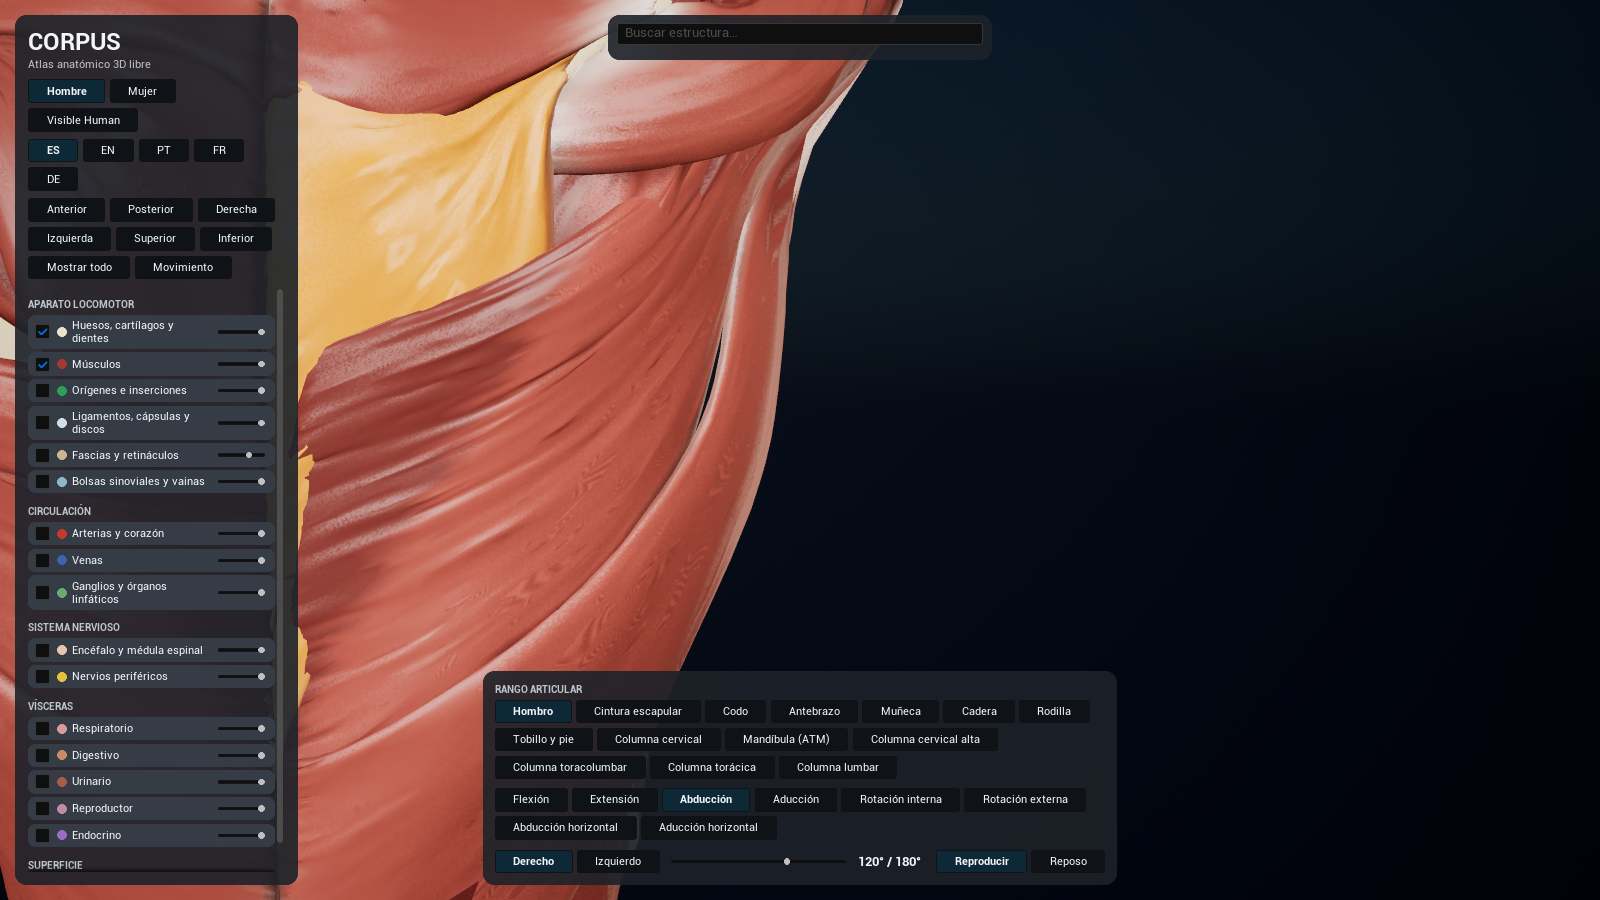 CORPUS
Atlas anatómico 3D libre
Hombre Mujer
Visible Human
ES EN PT FR
DE
Anterior Posterior Derecha
Izquierda Superior Inferior
Mostrar todo Movimiento
APARATO LOCOMOTOR
Huesos, cartílagos y
dientes
Músculos
Orígenes e inserciones
Ligamentos, cápsulas y
discos
Fascias y retináculos
Bolsas sinoviales y vainas
CIRCULACIÓN
Arterias y corazón
Venas
Ganglios y órganos
linfáticos
SISTEMA NERVIOSO
Encéfalo y médula espinal
Nervios periféricos
VÍSCERAS
Respiratorio
Digestivo
Urinario
Reproductor
Endocrino
SUPERFICIE
Buscar estructura...
RANGO ARTICULAR
Hombro Cintura escapular Codo Antebrazo Muñeca Cadera Rodilla
Tobillo y pie Columna cervical Mandíbula (ATM) Columna cervical alta
Columna toracolumbar Columna torácica Columna lumbar
Flexión Extensión Abducción Aducción Rotación interna Rotación externa
Abducción horizontal Aducción horizontal
Derecho Izquierdo 120° / 180° Reproducir Reposo